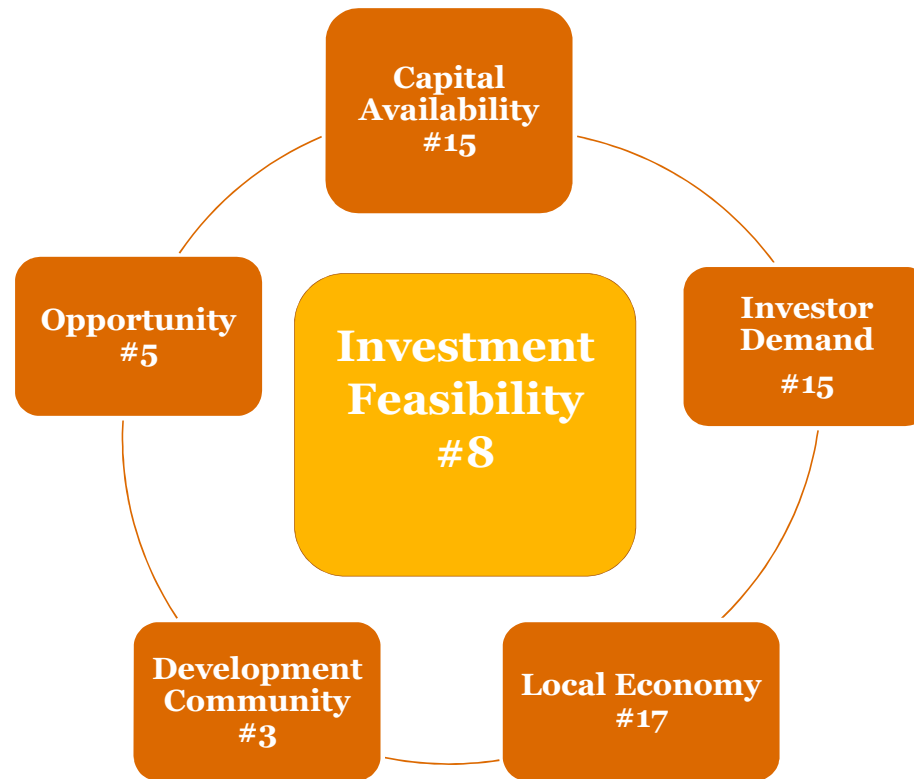 Capital
Availability
#15
Investor
Demand
#15
Local Economy
#17
Development
Community
#3
Opportunity
#5
Investment
Feasibility
#8